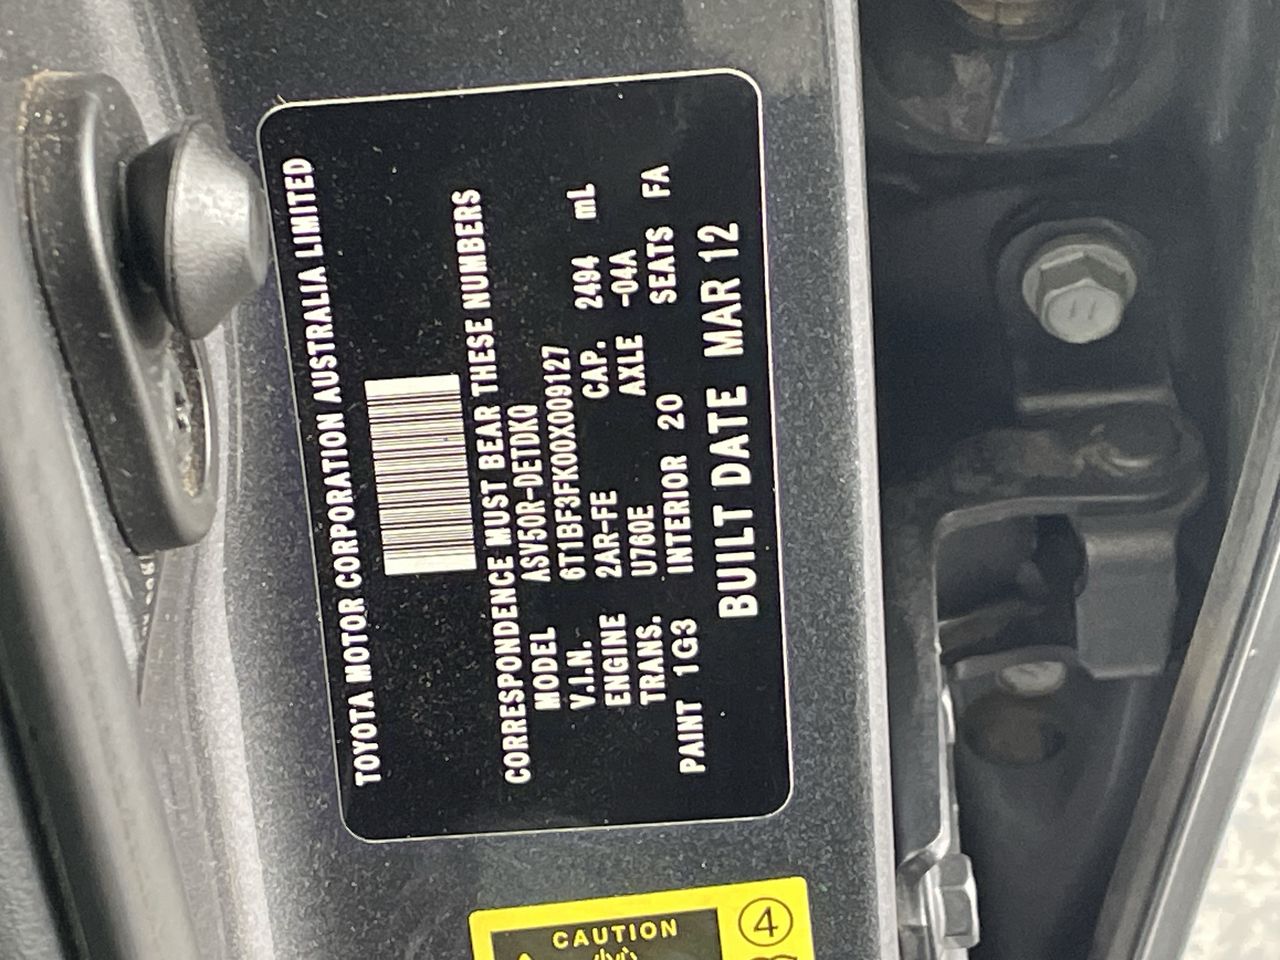 TOYOTA MOTOR CORPORATION AUSTRALIA LIMITED
CORRESPONDENCE MUST BEAR THESE NUMBERS
MODEL ASV50R-DETDKQ
V.I.N. 6T1BF3FK00X009127
ENGINE 2AR-FE CAP. 2494 mL
TRANS. U760E AXLE -04A
PAINT 1G3 INTERIOR 20 SEATS FA
BUILT DATE MAR 12
CAUTION
4